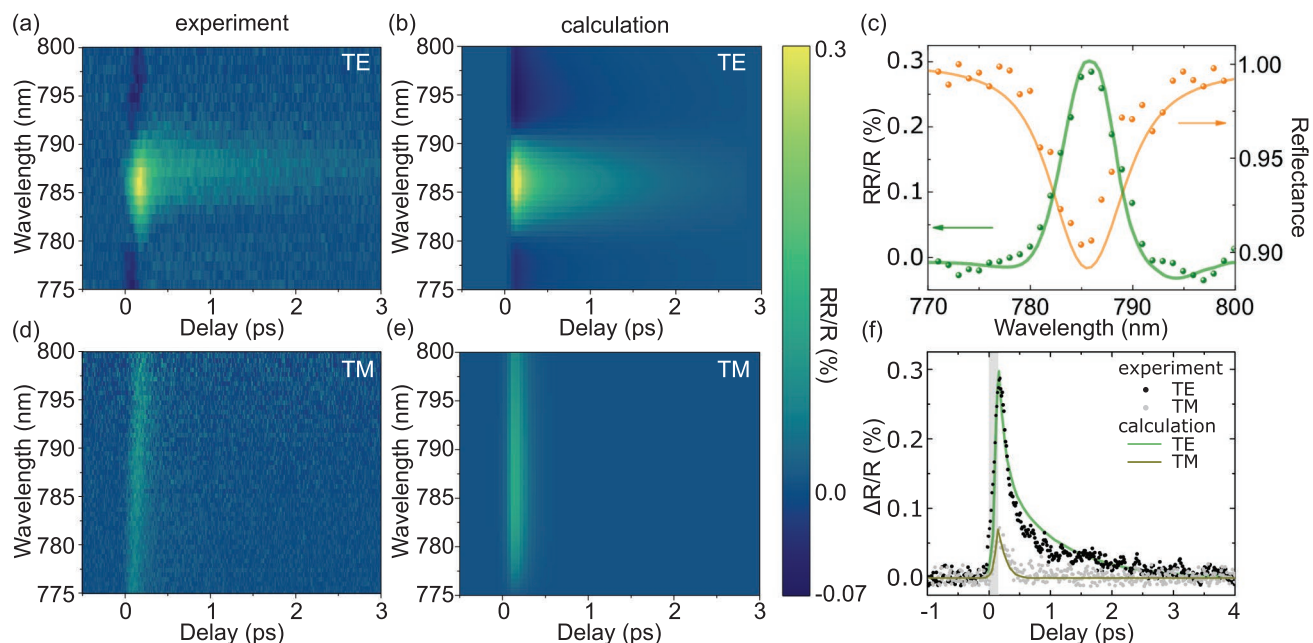 (a) experiment
(b) calculation
(c)
TE
TE
800
795
790
785
780
775
Wavelength (nm)
0 1 2 3
Delay (ps)
800
795
790
785
780
775
Wavelength (nm)
0 1 2 3
Delay (ps)
0.3
0.0
-0.07
RR/R (%)
0.3
0.2
0.1
0.0
RR/R (%)
1.00
0.95
0.90
Reflectance
770 780 790 800
Wavelength (nm)
(d)
TM
800
795
790
785
780
775
Wavelength (nm)
0 1 2 3
Delay (ps)
(e)
TM
800
795
790
785
780
775
Wavelength (nm)
0 1 2 3
Delay (ps)
(f)
0.3
0.2
0.1
0.0
ΔR/R (%)
experiment
TE
TM
calculation
TE
TM
-1 0 1 2 3 4
Delay (ps)